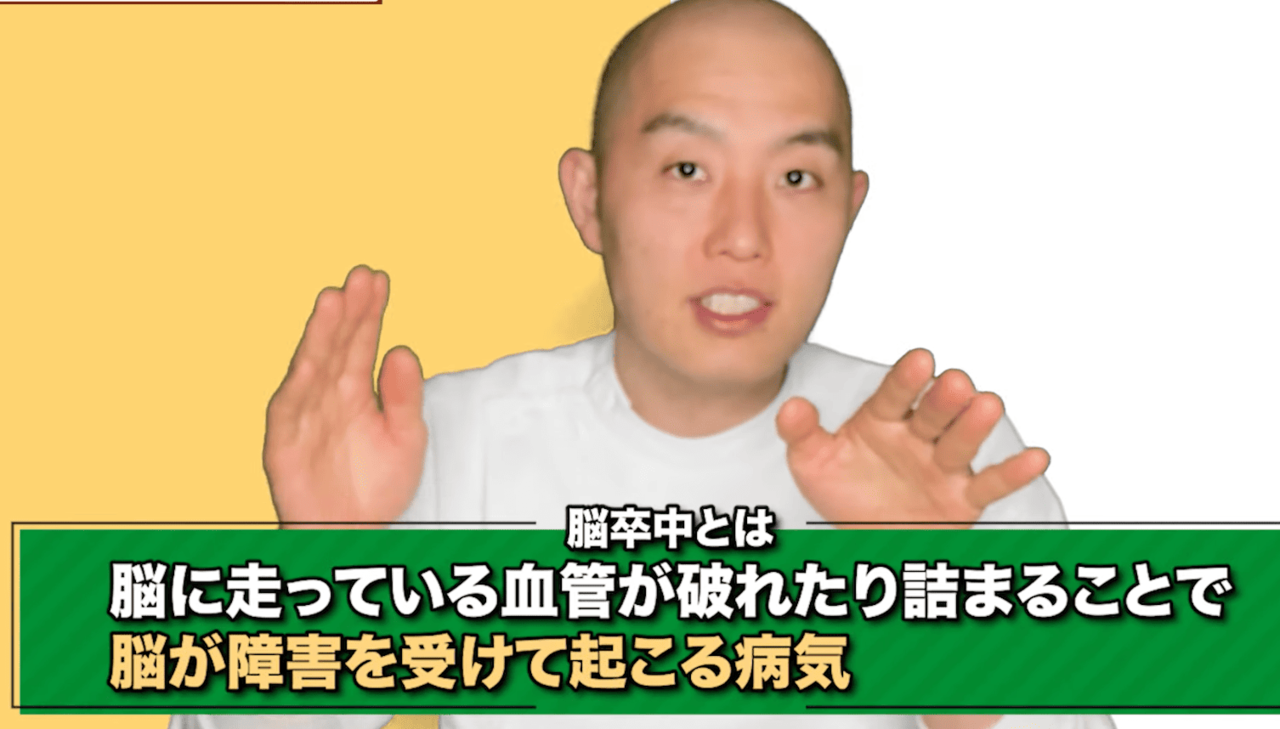 脳卒中とは
脳に走っている血管が破れたり詰まることで
脳が障害を受けて起こる病気